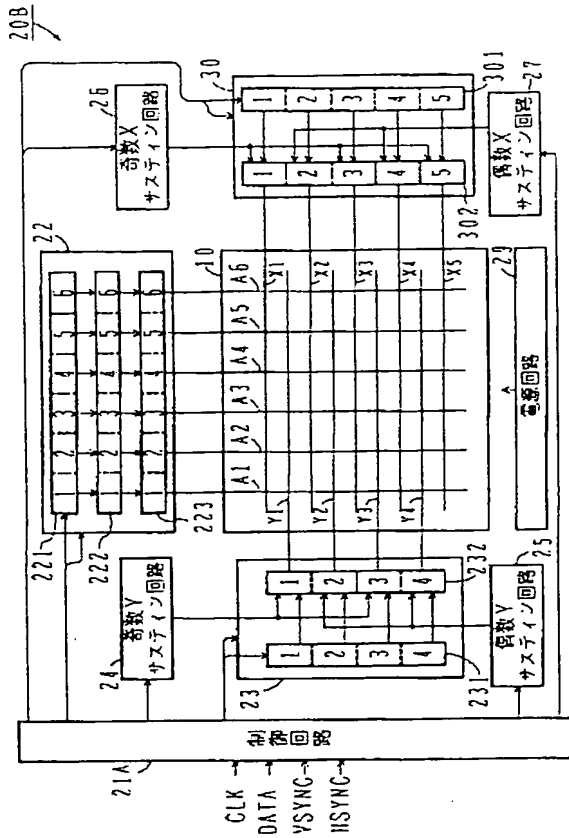 20B
26
奇数X
サスティン回路
30
301
302
1
2
3
4
5
1
2
3
4
5
偶数X
サスティン回路
27
22
221
222
223
1 2 3 4 5 6
1 2 3 4 5 6
1 2 3 4 5 6
10
A1
A2
A3
A4
A5
A6
X1
X2
X3
X4
X5
Y1
Y2
Y3
Y4
29
電源回路
24
奇数Y
サスティン回路
23
231
232
1
2
3
4
1
2
3
4
偶数Y
サスティン回路
25
制御回路
21A
CLK
DATA
VSYNC
HSYNC